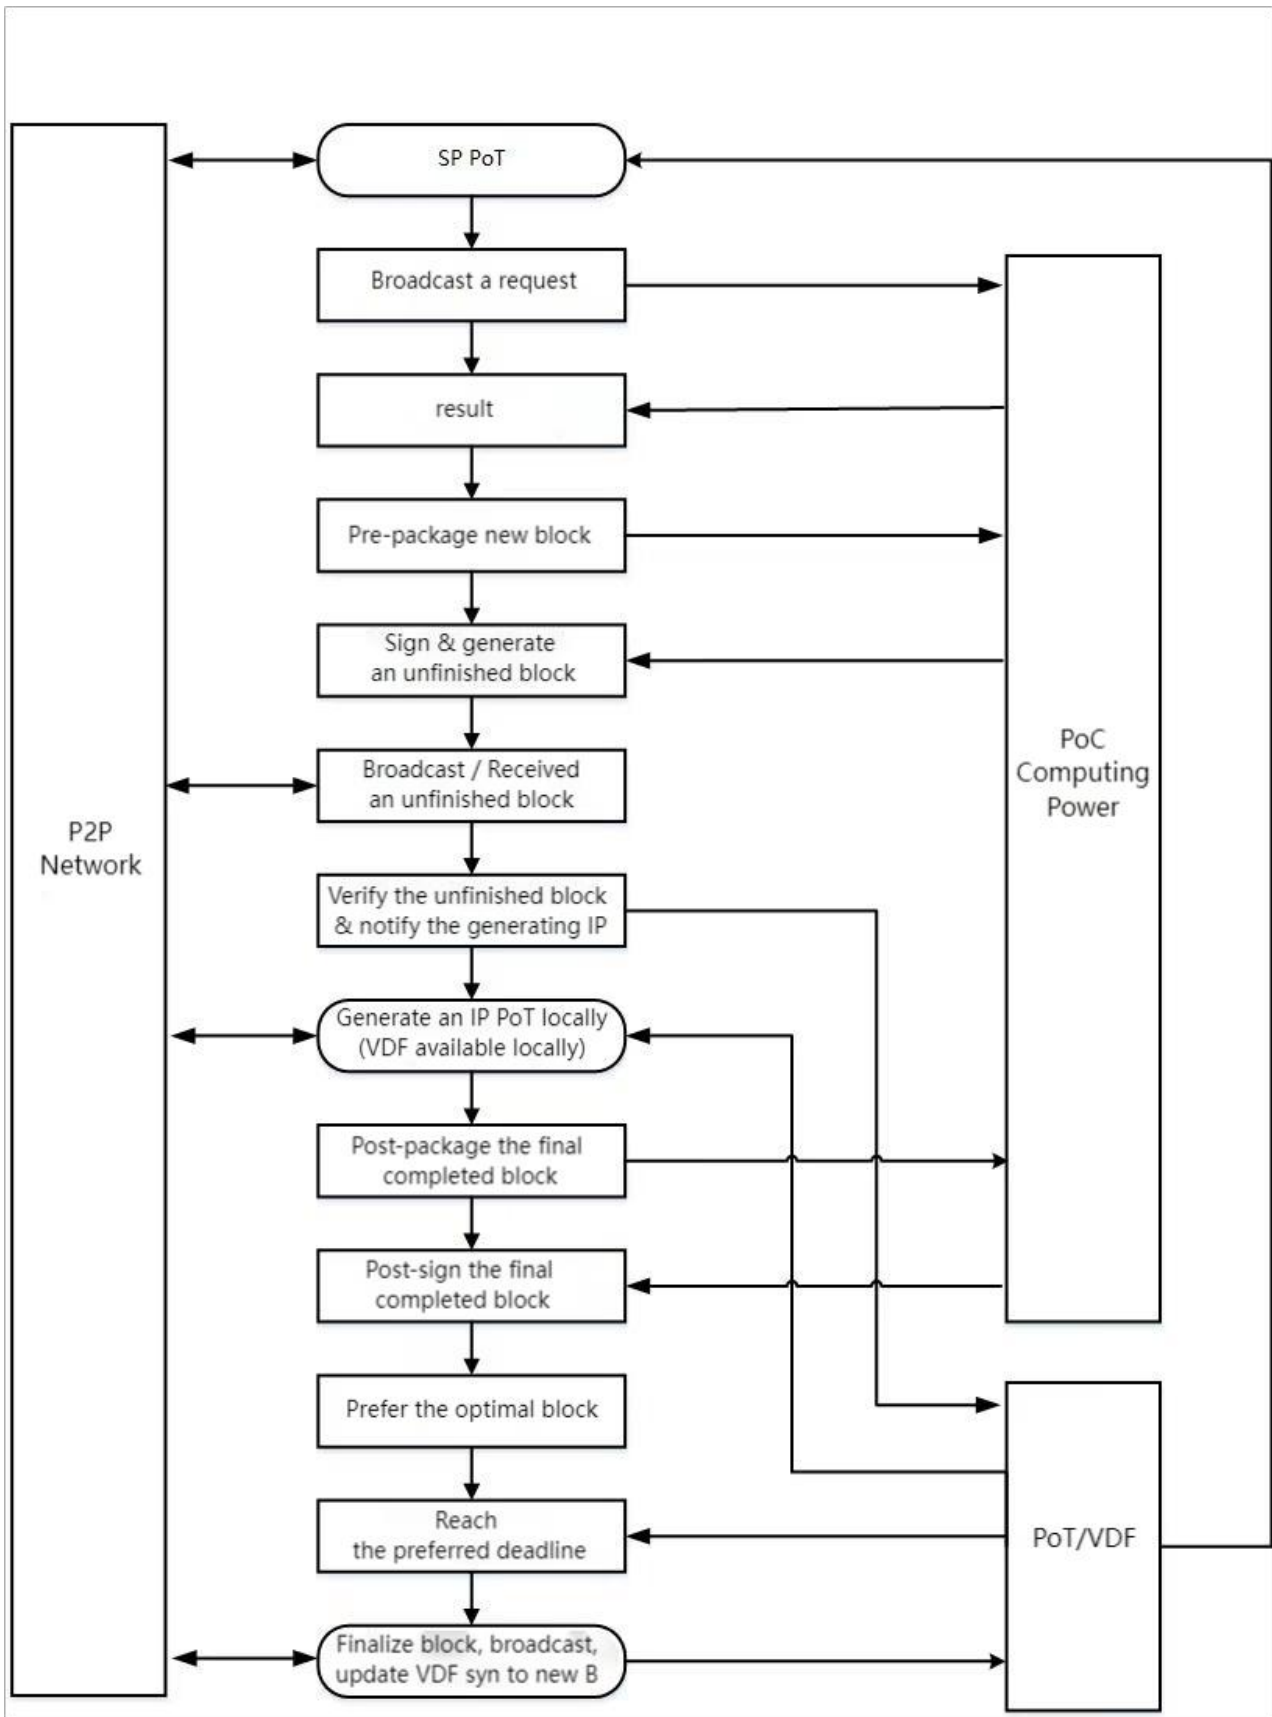 SP PoT
Broadcast a request
result
Pre-package new block
Sign & generate
an unfinished block
Broadcast / Received
an unfinished block
Verify the unfinished block
& notify the generating IP
Generate an IP PoT locally
(VDF available locally)
Post-package the final
completed block
Post-sign the final
completed block
Prefer the optimal block
Reach
the preferred deadline
Finalize block, broadcast,
update VDF syn to new B
P2P
Network
PoC
Computing
Power
PoT/VDF